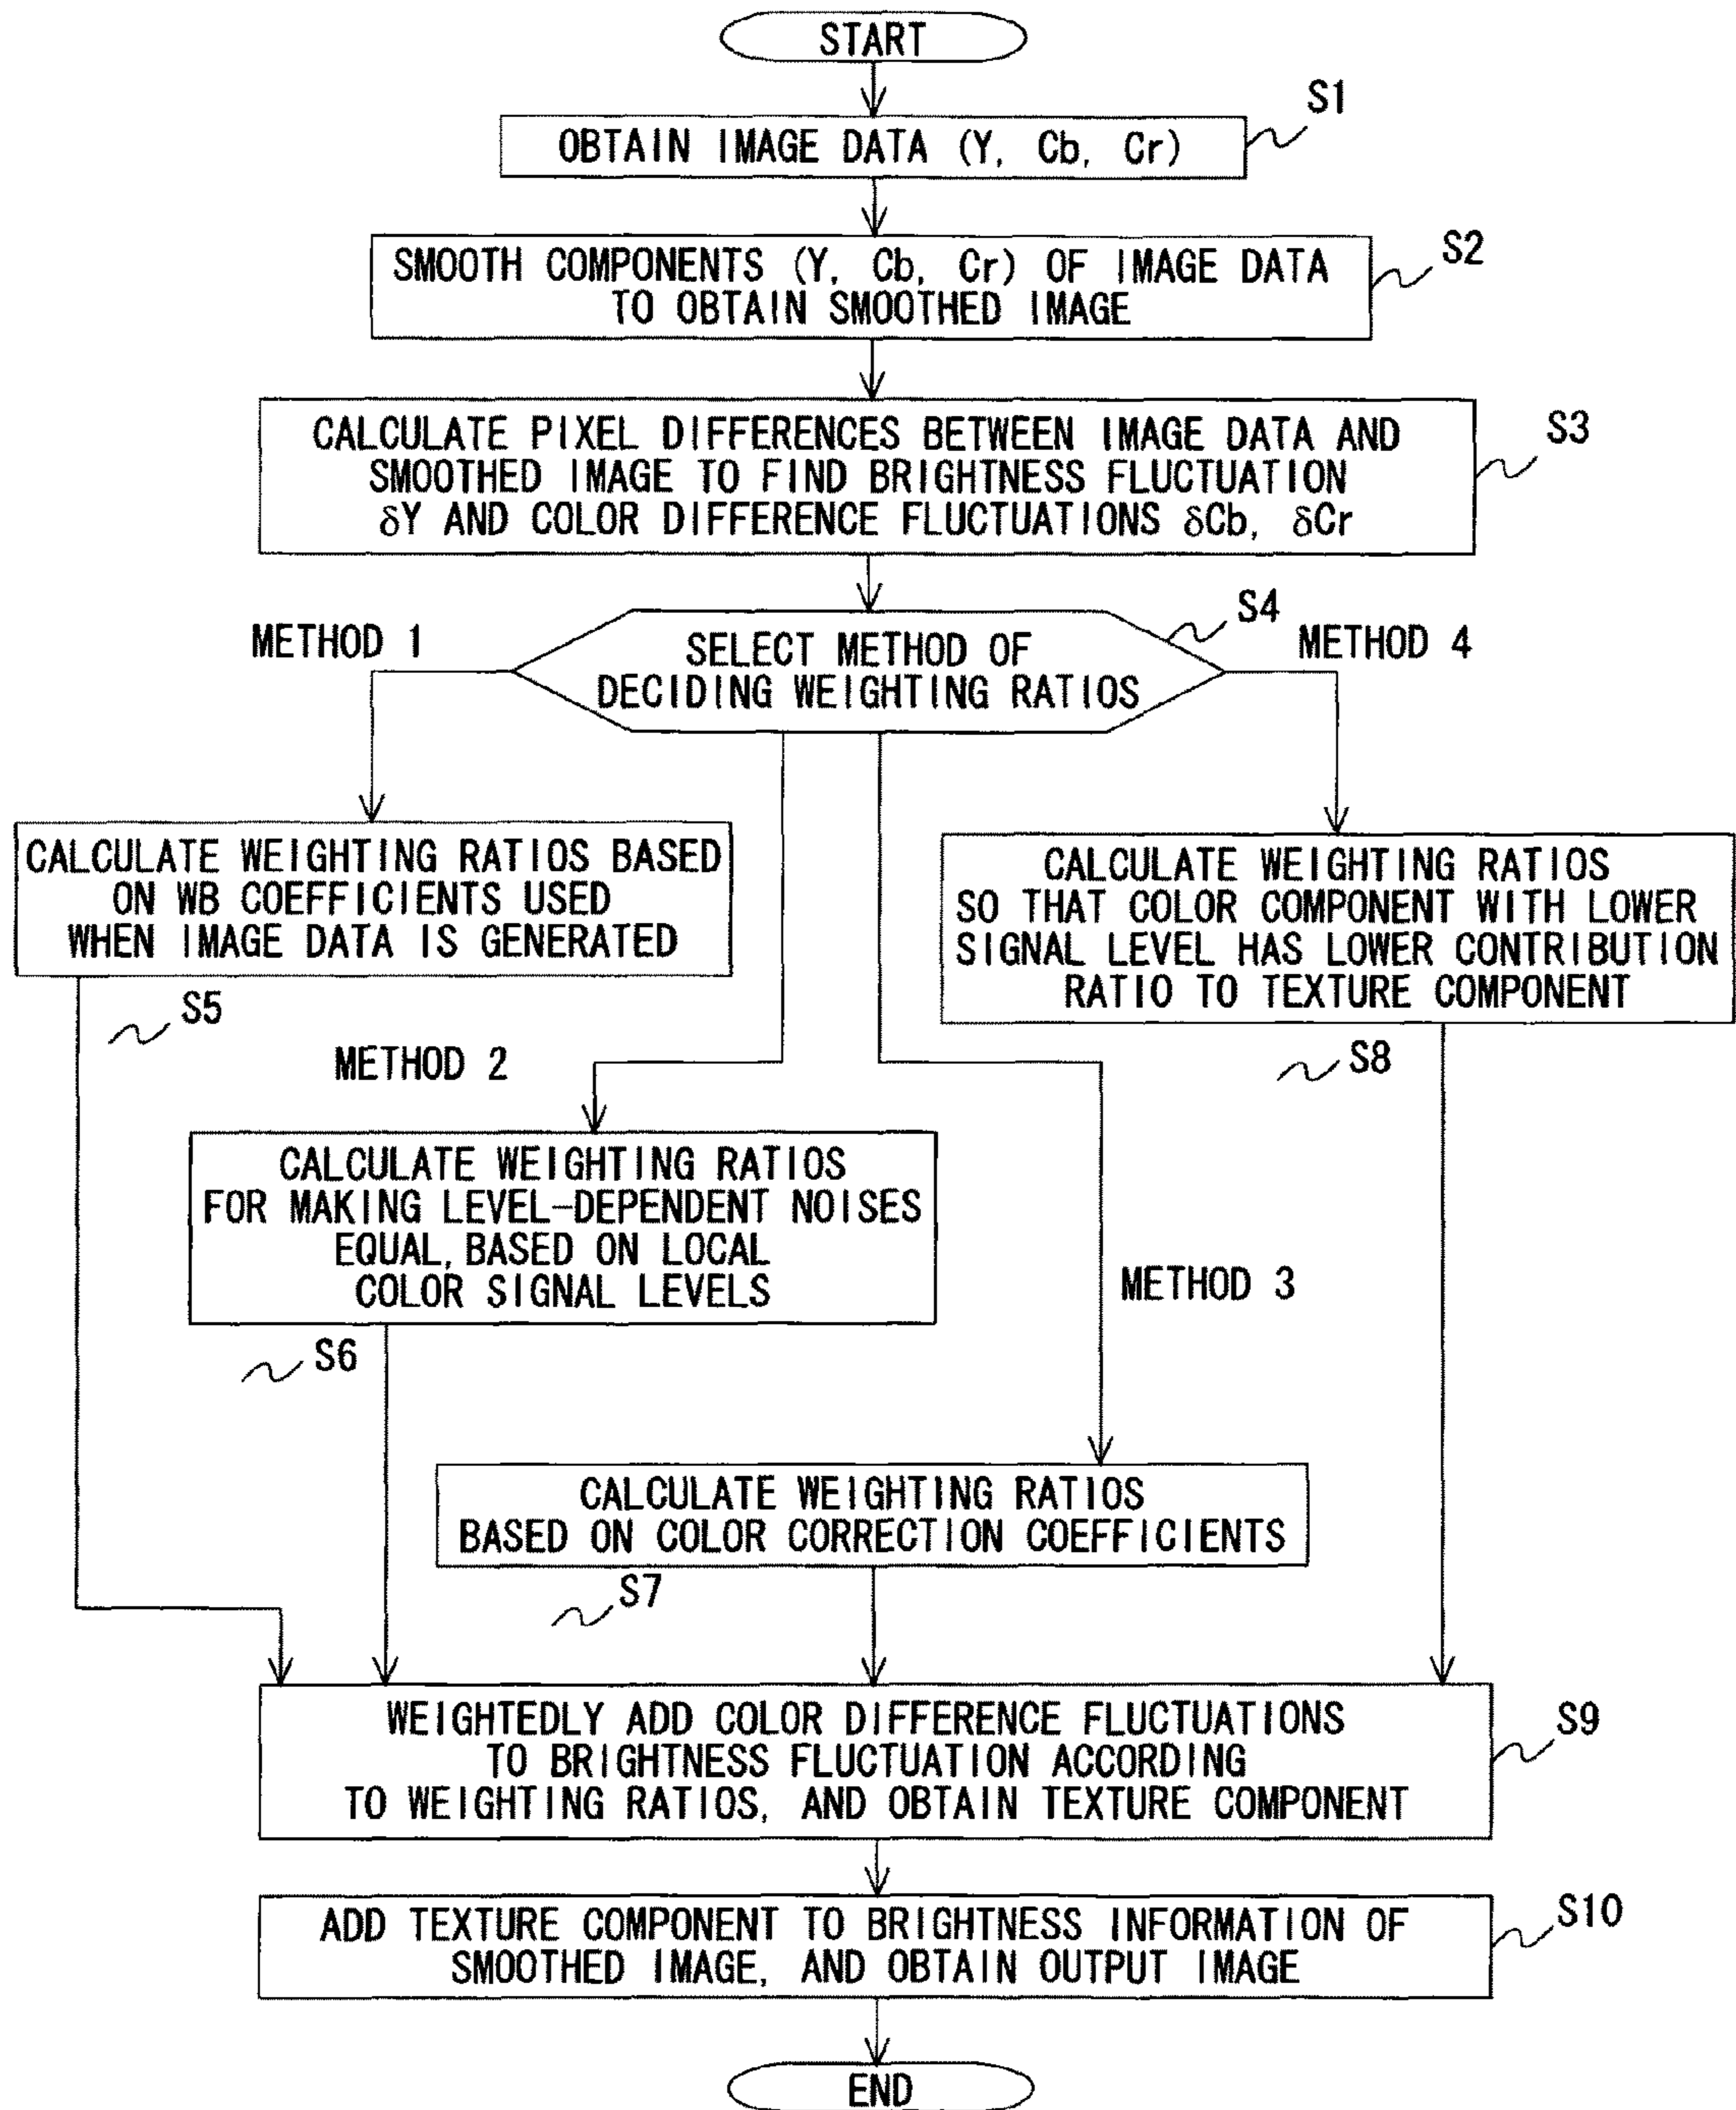 START
S1
OBTAIN IMAGE DATA (Y, Cb, Cr)
S2
SMOOTH COMPONENTS (Y, Cb, Cr) OF IMAGE DATA
TO OBTAIN SMOOTHED IMAGE
S3
CALCULATE PIXEL DIFFERENCES BETWEEN IMAGE DATA AND
SMOOTHED IMAGE TO FIND BRIGHTNESS FLUCTUATION
δY AND COLOR DIFFERENCE FLUCTUATIONS δCb, δCr
S4
METHOD 1
METHOD 4
SELECT METHOD OF
DECIDING WEIGHTING RATIOS
CALCULATE WEIGHTING RATIOS BASED
ON WB COEFFICIENTS USED
WHEN IMAGE DATA IS GENERATED
S5
CALCULATE WEIGHTING RATIOS
SO THAT COLOR COMPONENT WITH LOWER
SIGNAL LEVEL HAS LOWER CONTRIBUTION
RATIO TO TEXTURE COMPONENT
S8
METHOD 2
CALCULATE WEIGHTING RATIOS
FOR MAKING LEVEL-DEPENDENT NOISES
EQUAL, BASED ON LOCAL
COLOR SIGNAL LEVELS
S6
METHOD 3
CALCULATE WEIGHTING RATIOS
BASED ON COLOR CORRECTION COEFFICIENTS
S7
WEIGHTEDLY ADD COLOR DIFFERENCE FLUCTUATIONS
TO BRIGHTNESS FLUCTUATION ACCORDING
TO WEIGHTING RATIOS, AND OBTAIN TEXTURE COMPONENT
S9
ADD TEXTURE COMPONENT TO BRIGHTNESS INFORMATION OF
SMOOTHED IMAGE, AND OBTAIN OUTPUT IMAGE
S10
END